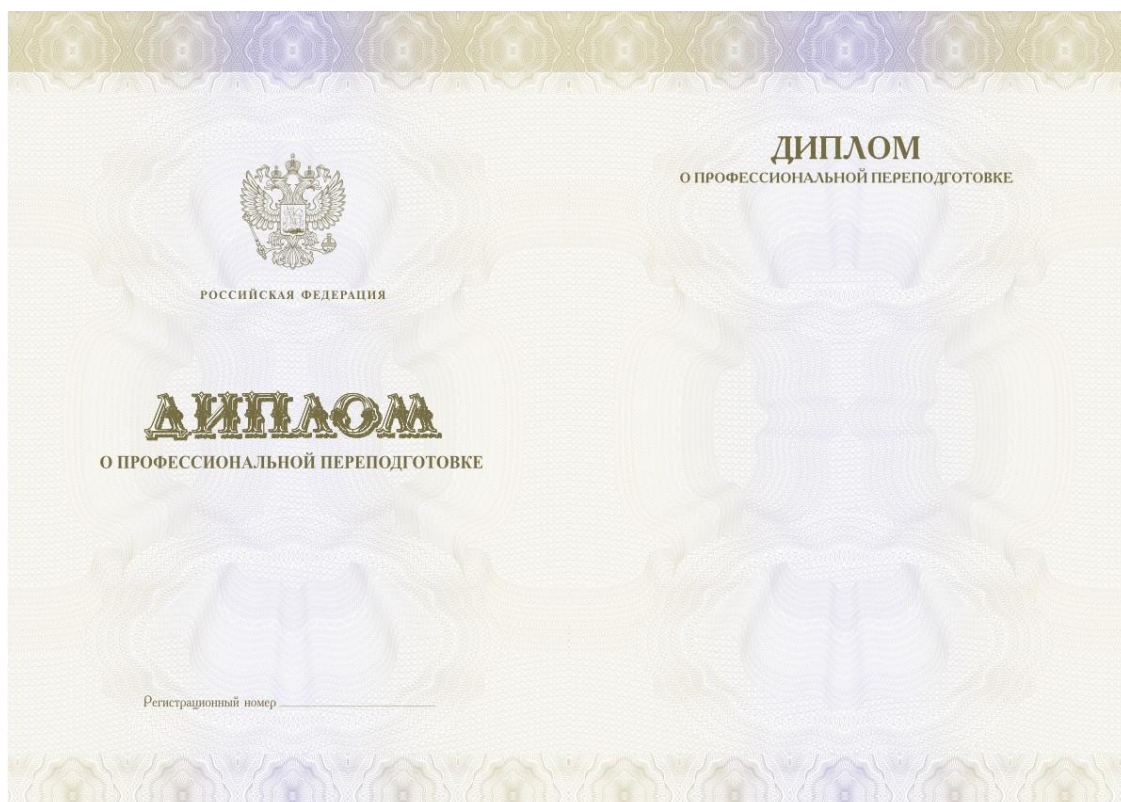 РОССИЙСКАЯ ФЕДЕРАЦИЯ
ДИПЛОМ
О ПРОФЕССИОНАЛЬНОЙ ПЕРЕПОДГОТОВКЕ
Регистрационный номер
ДИПЛОМ
О ПРОФЕССИОНАЛЬНОЙ ПЕРЕПОДГОТОВКЕ